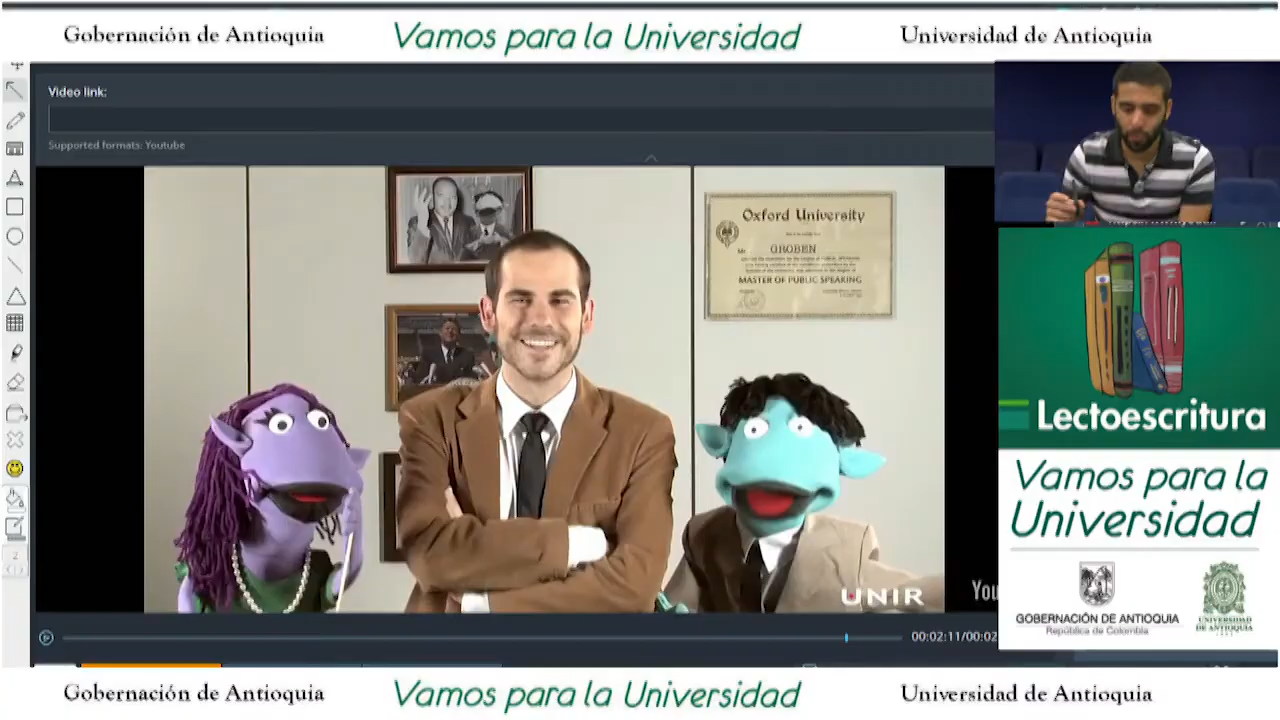 Gobernación de Antioquia
Vamos para la Universidad
Universidad de Antioquia
Video link:
Supported formats: Youtube
Oxford University
Mr GROBEN
MASTER OF PUBLIC SPEAKING
UNIR
You
00:02:11/00:02
Lectoescritura
Vamos para la
Universidad
GOBERNACIÓN DE ANTIOQUIA
República de Colombia
UNIVERSIDAD
DE ANTIOQUIA
Gobernación de Antioquia
Vamos para la Universidad
Universidad de Antioquia